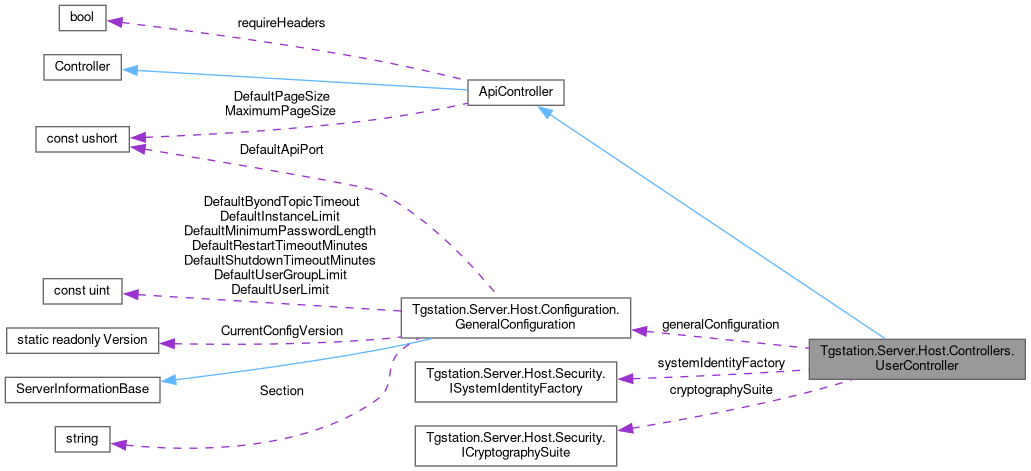 bool
requireHeaders
Controller
ApiController
DefaultPageSize
MaximumPageSize
const ushort
DefaultApiPort
DefaultByondTopicTimeout
DefaultInstanceLimit
DefaultMinimumPasswordLength
DefaultRestartTimeoutMinutes
DefaultShutdownTimeoutMinutes
DefaultUserGroupLimit
DefaultUserLimit
const uint
Tgstation.Server.Host.Configuration.
GeneralConfiguration
generalConfiguration
CurrentConfigVersion
static readonly Version
Tgstation.Server.Host.Controllers.
UserController
systemIdentityFactory
Tgstation.Server.Host.Security.
ISystemIdentityFactory
ServerInformationBase
Section
cryptographySuite
string
Tgstation.Server.Host.Security.
ICryptographySuite